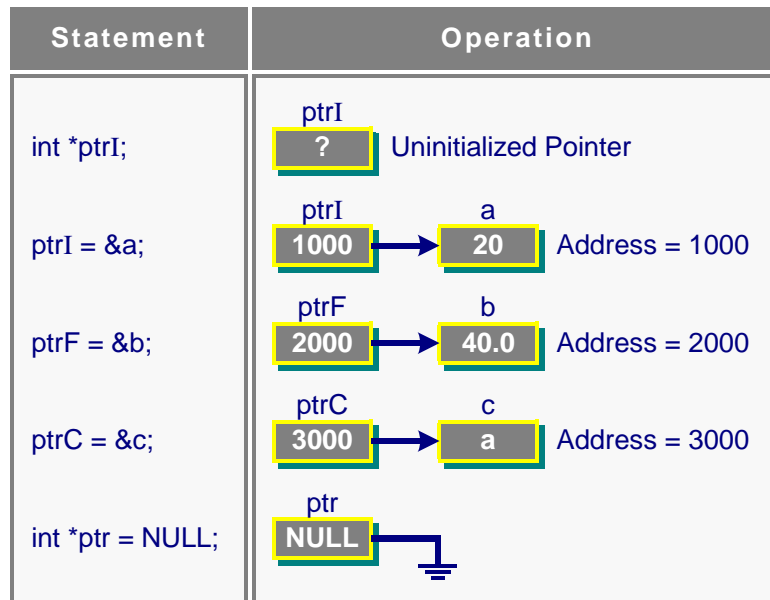 Statement
Operation
int *ptrI;
ptrI
?
Uninitialized Pointer
ptrI = &a;
ptrI
a
1000
20
Address = 1000
ptrF = &b;
ptrF
b
2000
40.0
Address = 2000
ptrC = &c;
ptrC
c
3000
a
Address = 3000
int *ptr = NULL;
ptr
NULL